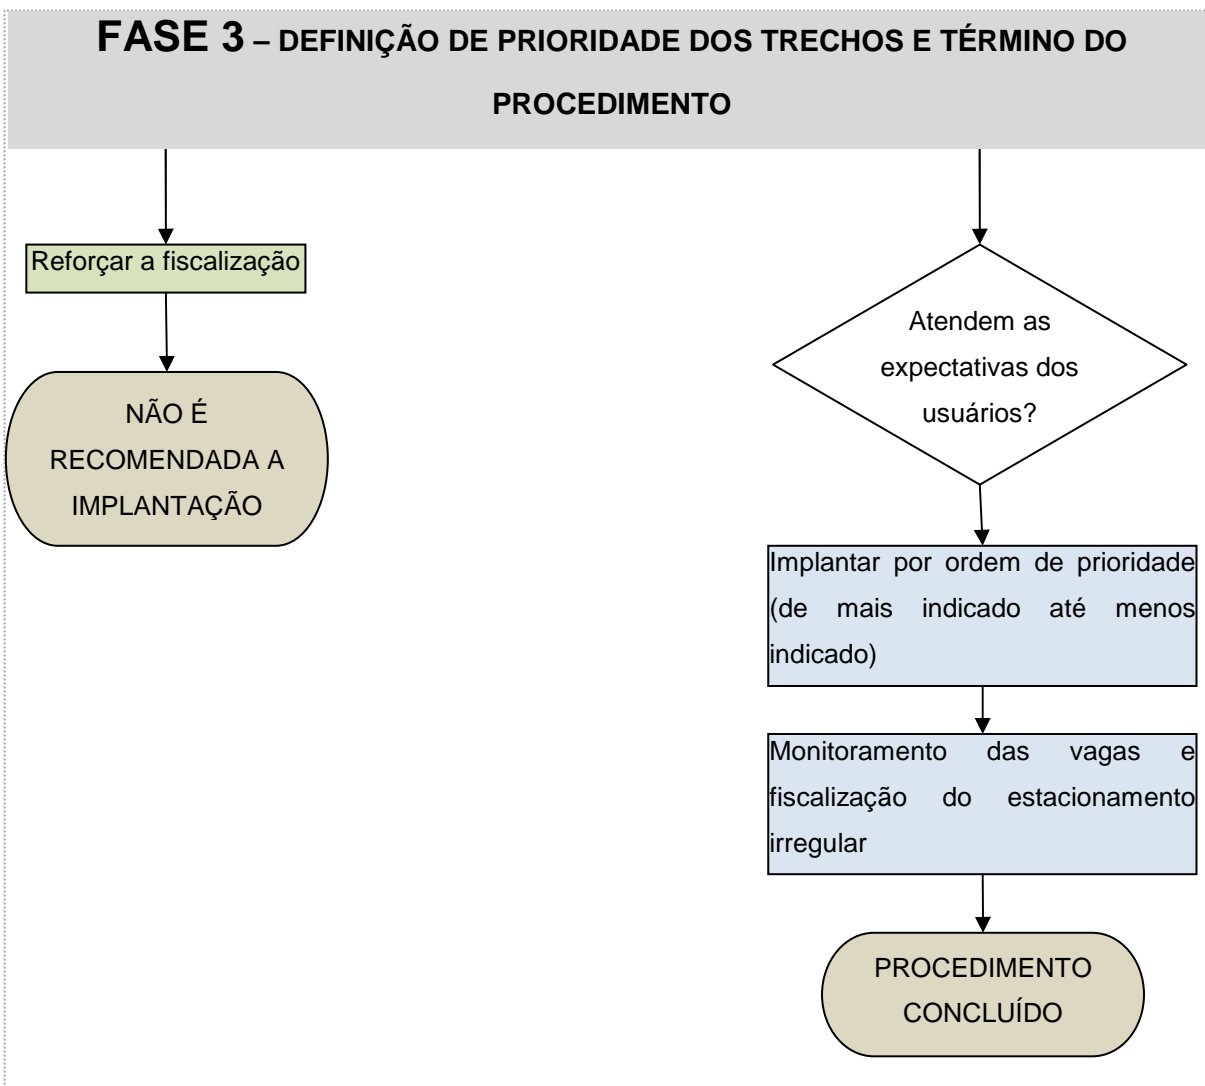 FASE 3 – DEFINIÇÃO DE PRIORIDADE DOS TRECHOS E TÉRMINO DO
PROCEDIMENTO
Reforçar a fiscalização
NÃO É
RECOMENDADA A
IMPLANTAÇÃO
Atendem as
expectativas dos
usuários?
Implantar por ordem de prioridade
(de mais indicado até menos
indicado)
Monitoramento das vagas e
fiscalização do estacionamento
irregular
PROCEDIMENTO
CONCLUÍDO